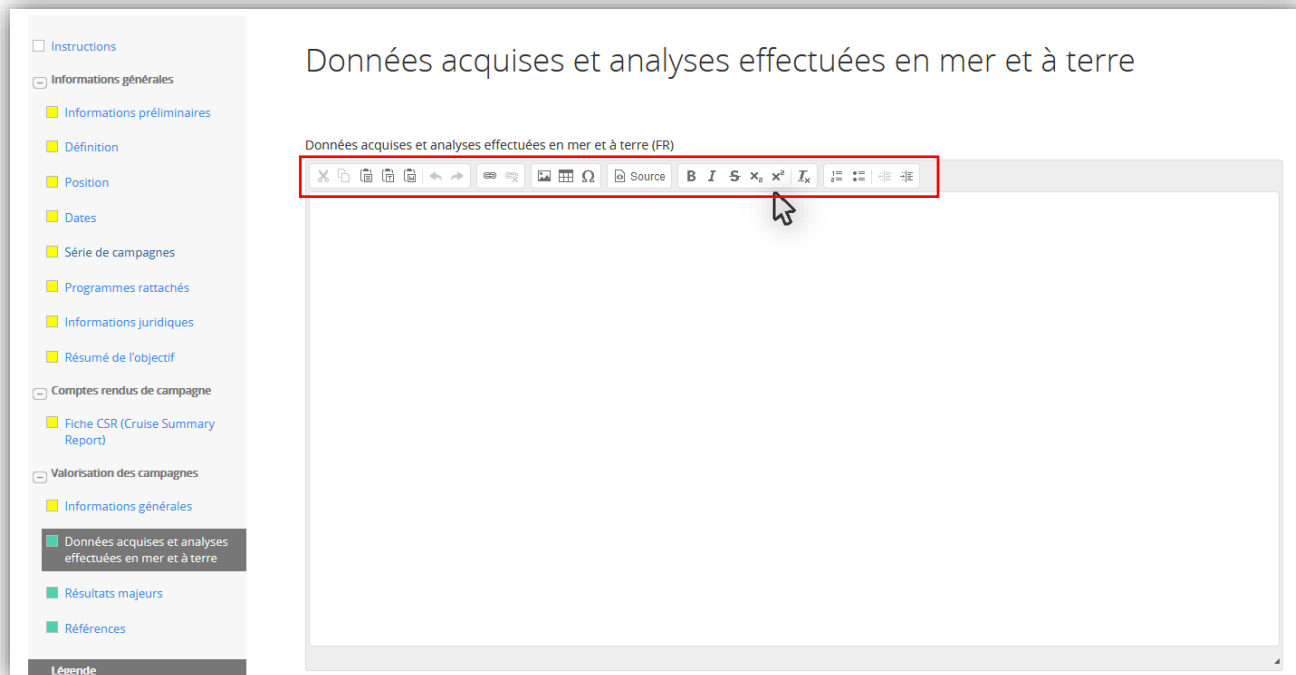 Instructions
Informations générales
Informations préliminaires
Définition
Position
Dates
Série de campagnes
Programmes rattachés
Informations juridiques
Résumé de l'objectif
Comptes rendus de campagne
Fiche CSR (Cruise Summary
Report)
Valorisation des campagnes
Informations générales
Données acquises et analyses
effectuées en mer et à terre
Résultats majeurs
Références
Légende
Données acquises et analyses effectuées en mer et à terre
Données acquises et analyses effectuées en mer et à terre (FR)
Ω Source B I S x₂ x² Tx